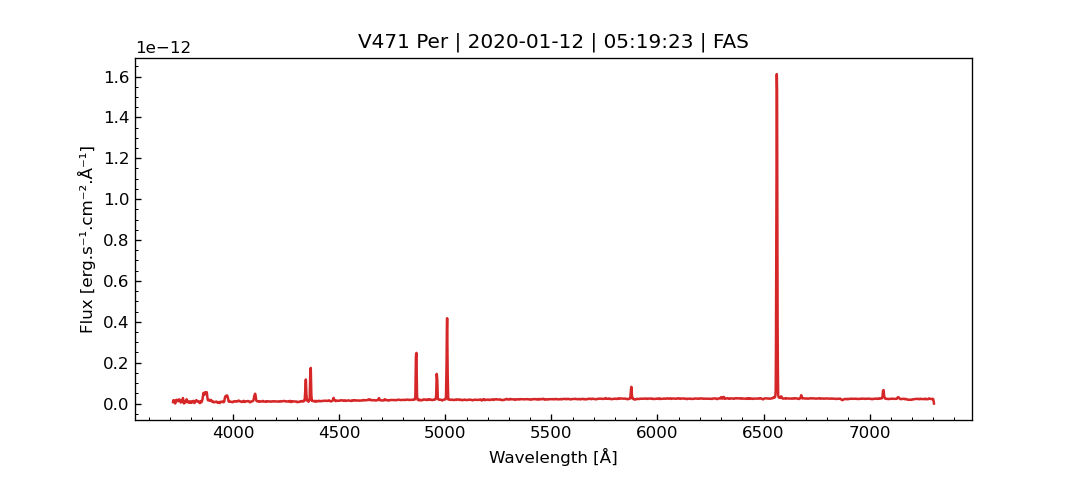 V471 Per | 2020-01-12 | 05:19:23 | FAS
1e−12
1.6
1.4
1.2
1.0
0.8
0.6
0.4
0.2
0.0
Flux [erg.s⁻¹.cm⁻².Å⁻¹]
4000 4500 5000 5500 6000 6500 7000
Wavelength [Å]